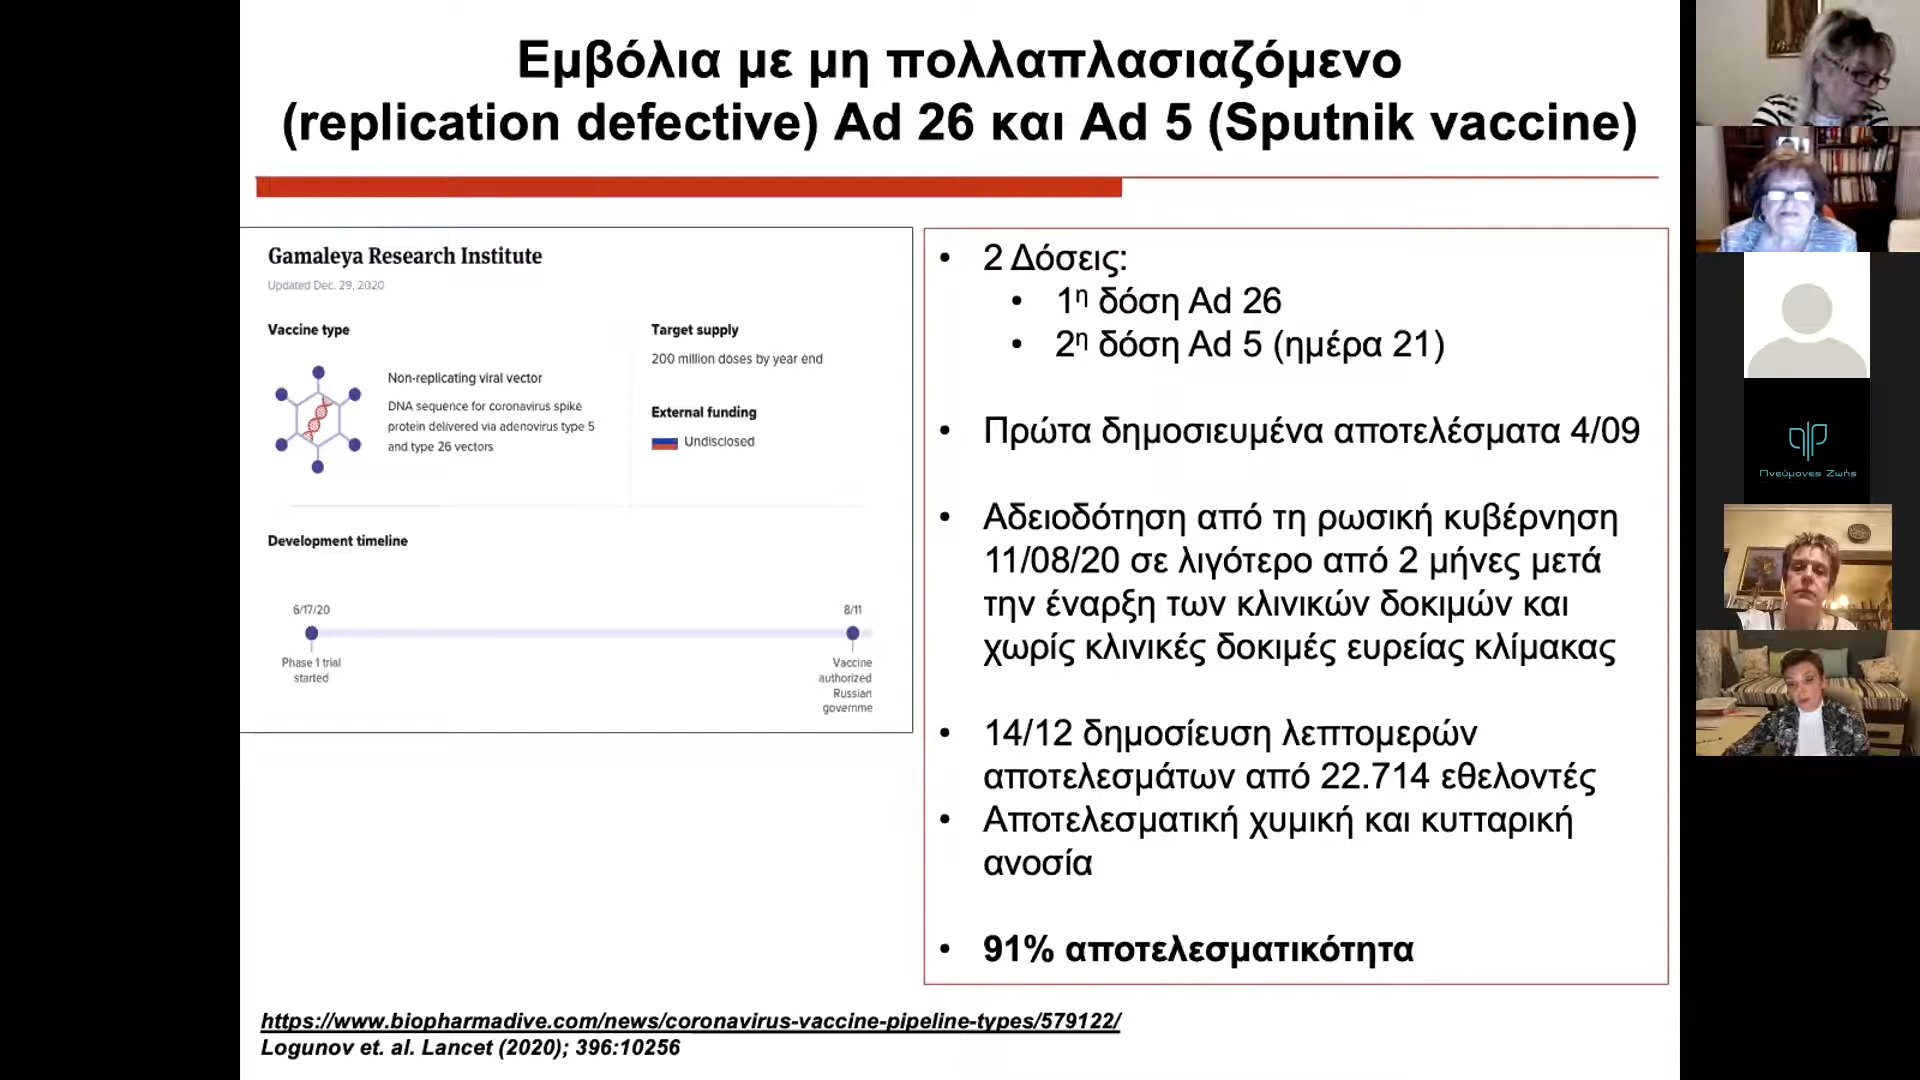 Εμβόλια με μη πολλαπλασιαζόμενο
(replication defective) Ad 26 και Ad 5 (Sputnik vaccine)
Gamaleya Research Institute
Updated Dec. 29, 2020
Vaccine type
Non-replicating viral vector
DNA sequence for coronavirus spike
protein delivered via adenovirus type 5
and type 26 vectors
Target supply
200 million doses by year end
External funding
Undisclosed
Development timeline
6/17/20
8/11
Phase 1 trial
started
Vaccine
authorized
Russian
governme
• 2 Δόσεις:
• 1η δόση Ad 26
• 2η δόση Ad 5 (ημέρα 21)
• Πρώτα δημοσιευμένα αποτελέσματα 4/09
• Αδειοδότηση από τη ρωσική κυβέρνηση
11/08/20 σε λιγότερο από 2 μήνες μετά
την έναρξη των κλινικών δοκιμών και
χωρίς κλινικές δοκιμές ευρείας κλίμακας
• 14/12 δημοσίευση λεπτομερών
αποτελεσμάτων από 22.714 εθελοντές
• Αποτελεσματική χυμική και κυτταρική
ανοσία
• 91% αποτελεσματικότητα
https://www.biopharmadive.com/news/coronavirus-vaccine-pipeline-types/579122/
Logunov et. al. Lancet (2020); 396:10256
Πνεύμονες Ζωής